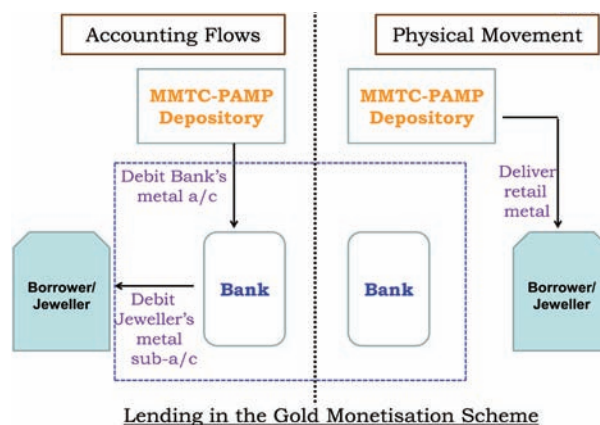 Accounting Flows
Physical Movement
MMTC-PAMP
Depository
MMTC-PAMP
Depository
Debit Bank's
metal a/c
Deliver
retail
metal
Borrower/
Jeweller
Bank
Bank
Borrower/
Jeweller
Debit
Jeweller's
metal
sub-a/c
Lending in the Gold Monetisation Scheme